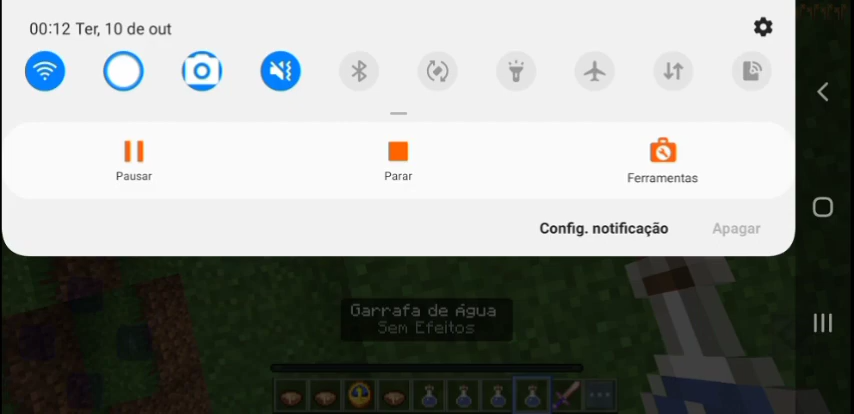 00:12 Ter, 10 de out
Pausar
Parar
Ferramentas
Config. notificação
Apagar
Garrafa de Água
Sem Efeitos